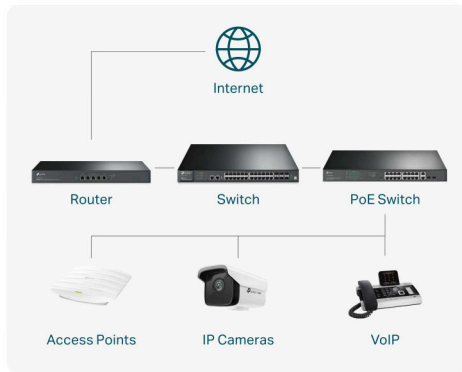 Internet
Router
Switch
PoE Switch
Access Points
IP Cameras
VoIP